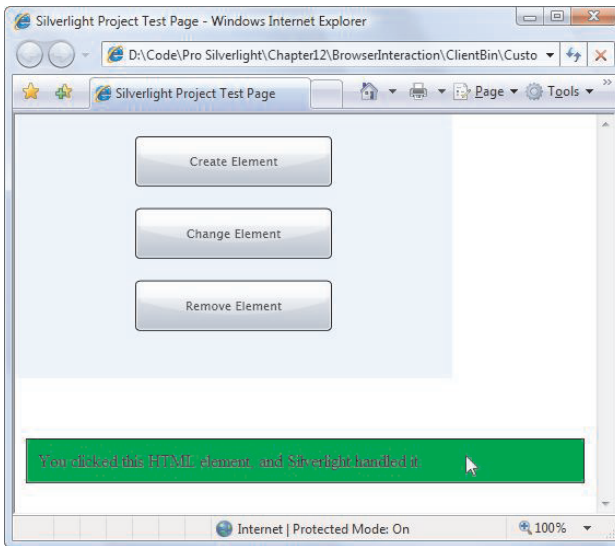 Silverlight Project Test Page - Windows Internet Explorer
D:\Code\Pro Silverlight\Chapter12\BrowserInteraction\ClientBin\Custo
Silverlight Project Test Page
Page
Tools
Create Element
Change Element
Remove Element
You clicked this HTML element, and Silverlight handled it.
Internet | Protected Mode: On
100%